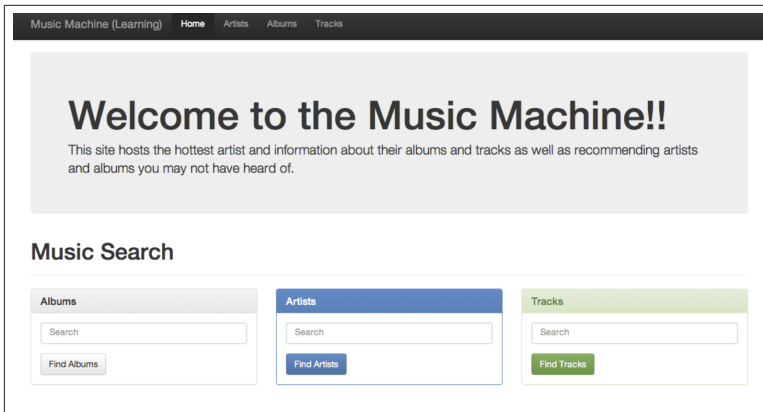 Music Machine (Learning) Home Artists Albums Tracks
Welcome to the Music Machine!!
This site hosts the hottest artist and information about their albums and tracks as well as recommending artists
and albums you may not have heard of.
Music Search
Albums Artists Tracks
Search Search Search
Find Albums Find Artists Find Tracks